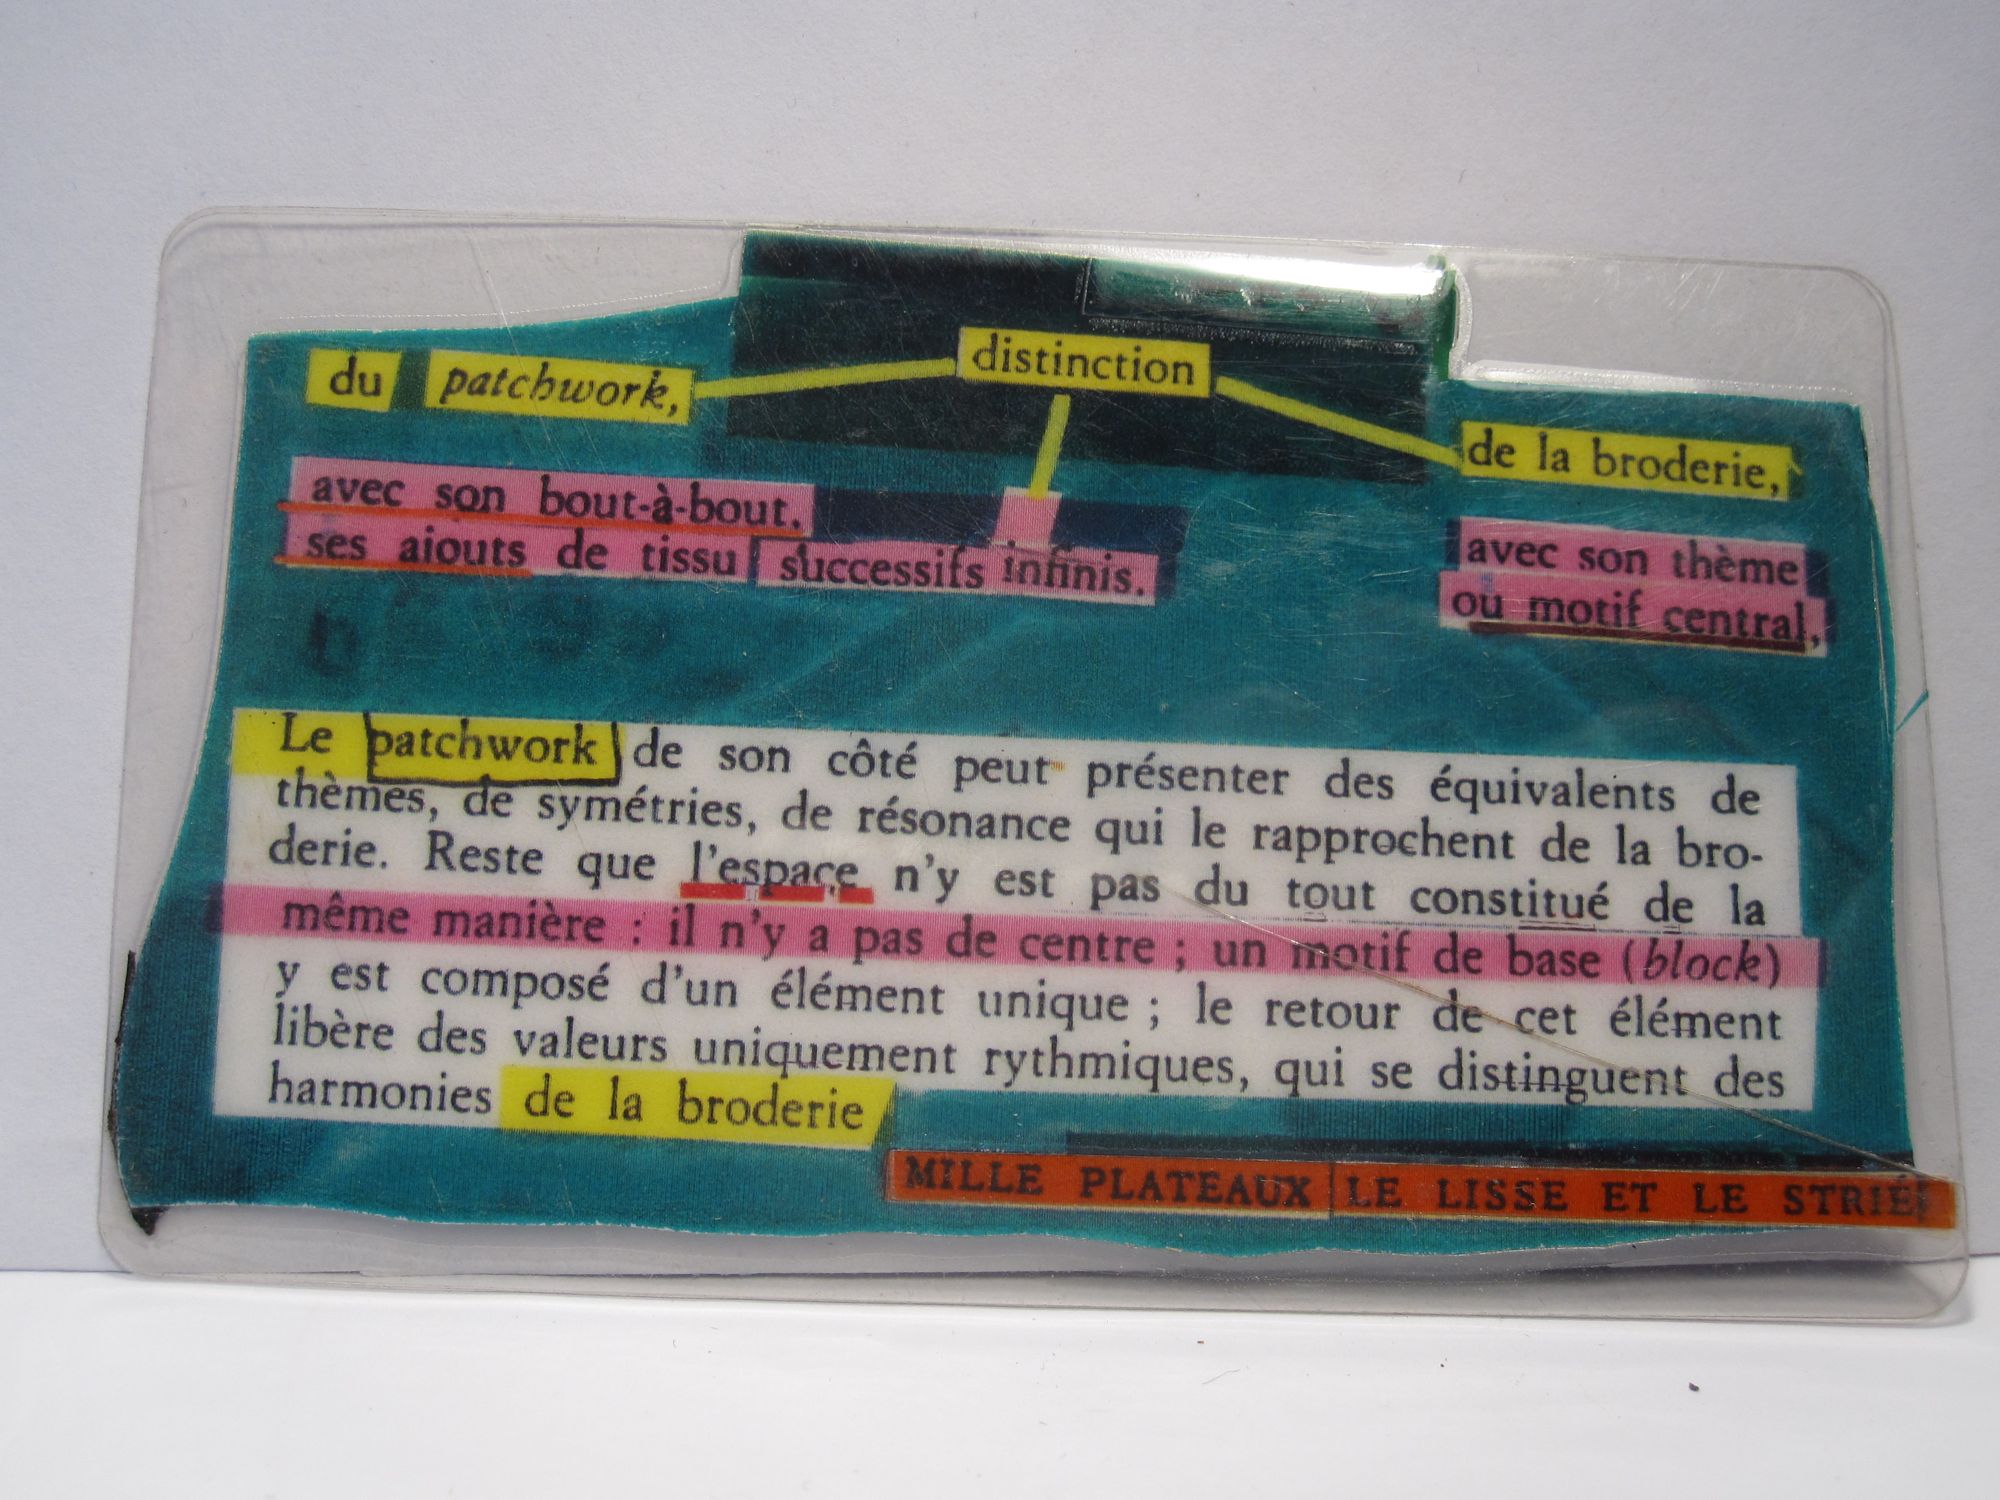 distinction
du patchwork,
de la broderie,
avec son bout-à-bout.
ses aiouts de tissu successifs infinis.
avec son thème
ou motif central,
Le patchwork de son côté peut présenter des équivalents de
thèmes, de symétries, de résonance qui le rapprochent de la bro-
derie. Reste que l'espace n'y est pas du tout constitué de la
même manière : il n'y a pas de centre ; un motif de base (block)
y est composé d'un élément unique ; le retour de cet élément
libère des valeurs uniquement rythmiques, qui se distinguent des
harmonies de la broderie
MILLE PLATEAUX LE LISSE ET LE STRIÉ